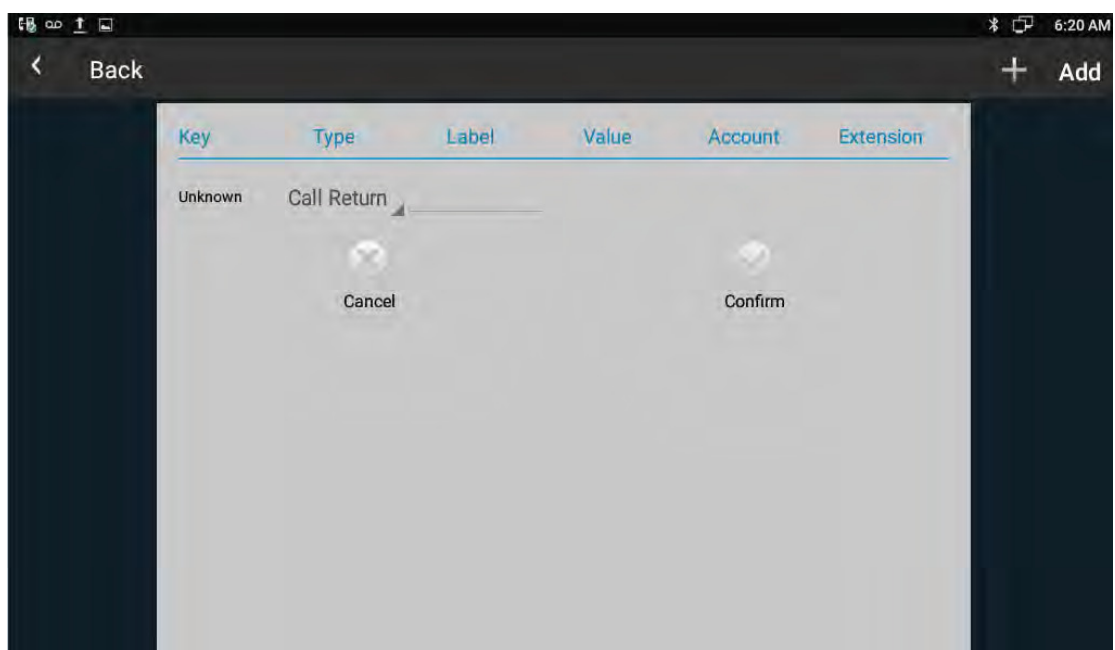 6:20 AM
Back Add
Key Type Label Value Account Extension
Unknown Call Return
Cancel Confirm